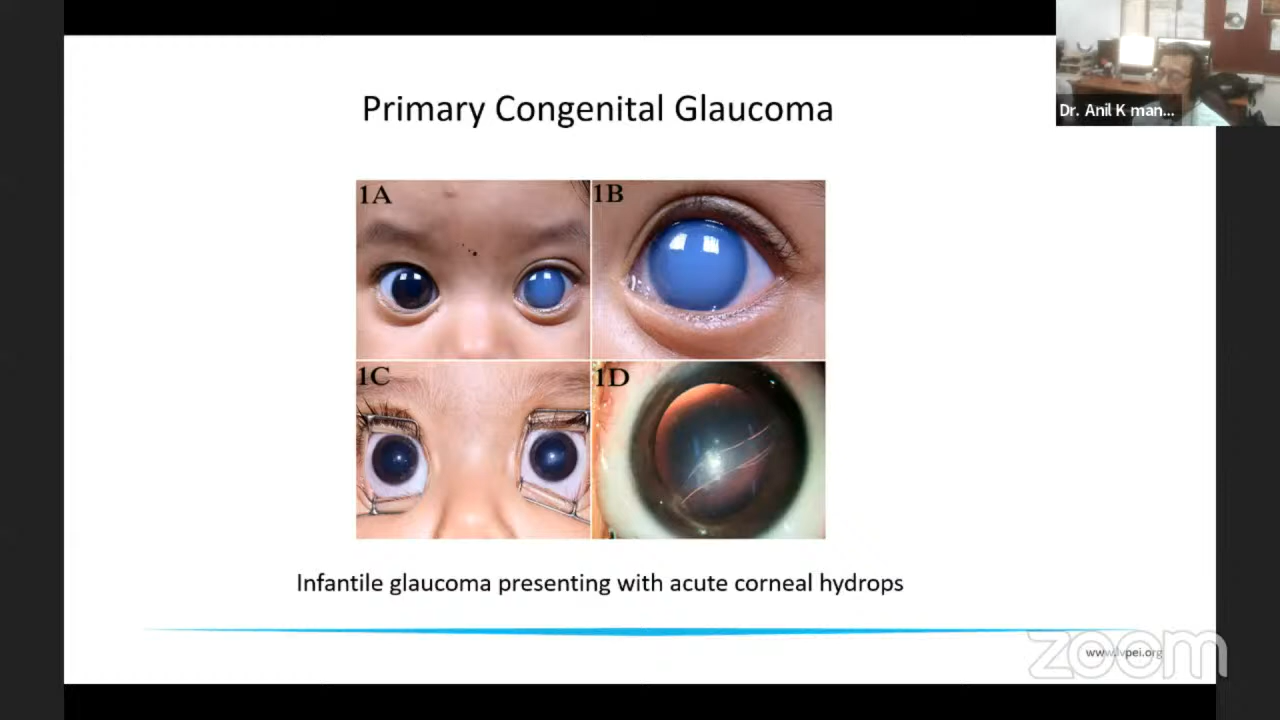 Primary Congenital Glaucoma
Dr. Anil K man...
1A
1B
1C
1D
Infantile glaucoma presenting with acute corneal hydrops
www.lvpei.org
zoom